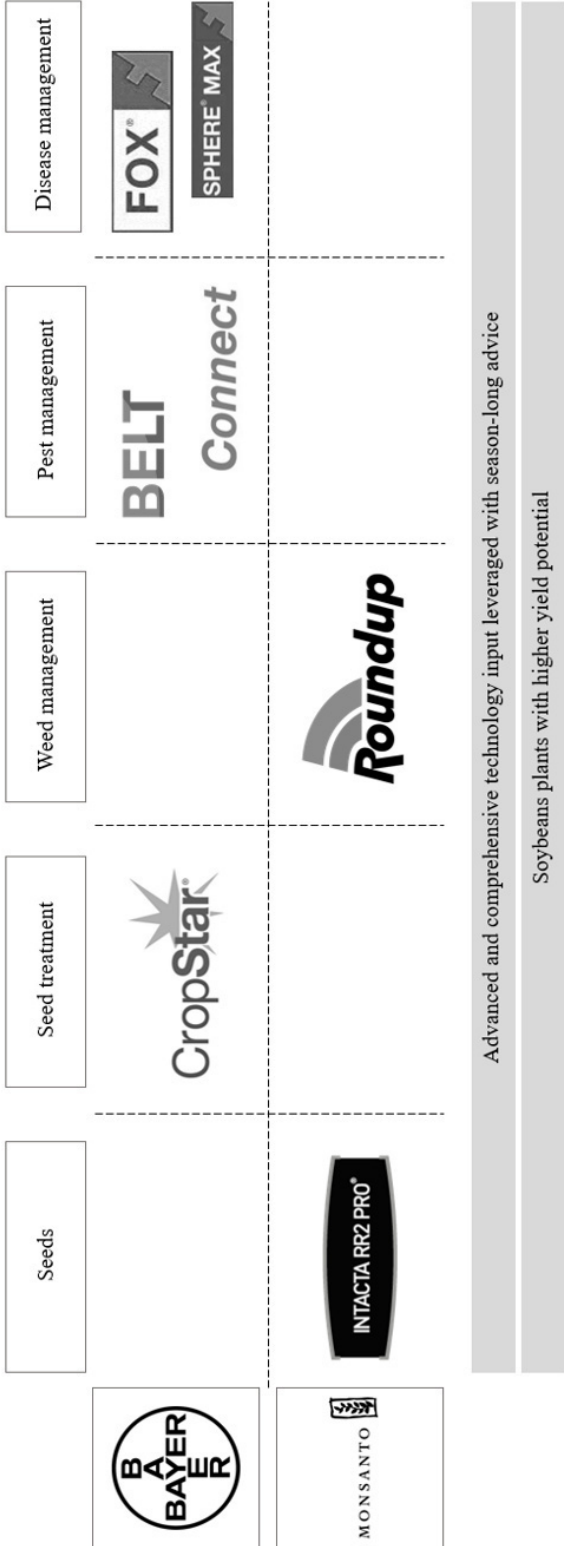 Seeds
Seed treatment
Weed management
Pest management
Disease management
B
A
BAYER
E
R
CropStar
BELT
Connect
FOX®
SPHERE® MAX
MONSANTO
INTACTA RR2 PRO®
Roundup
Advanced and comprehensive technology input leveraged with season-long advice
Soybeans plants with higher yield potential